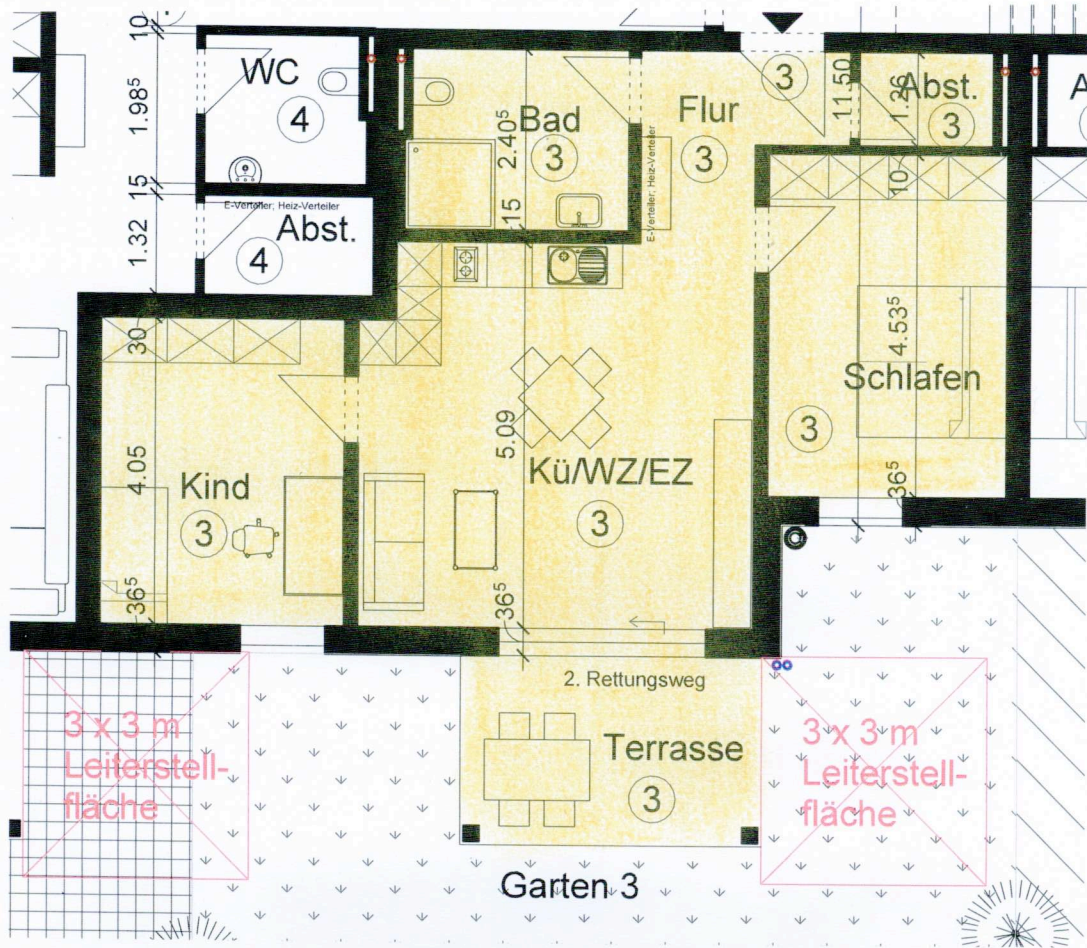 10
1.98⁵
15
1.32
30
4.05
36⁵
WC
4
E-Verteiler; Heiz-Verteiler
Abst.
4
Bad
3
2.40⁵
15
Flur
3
3
E-Verteiler; Heiz-Verteiler
11.50
1.26
Abst.
3
10
A
4.53⁵
Schlafen
3
36⁵
Kind
3
5.09
Kü/WZ/EZ
3
36⁵
2. Rettungsweg
Terrasse
3
3 x 3 m
Leiterstell-
fläche
3 x 3 m
Leiterstell-
fläche
Garten 3